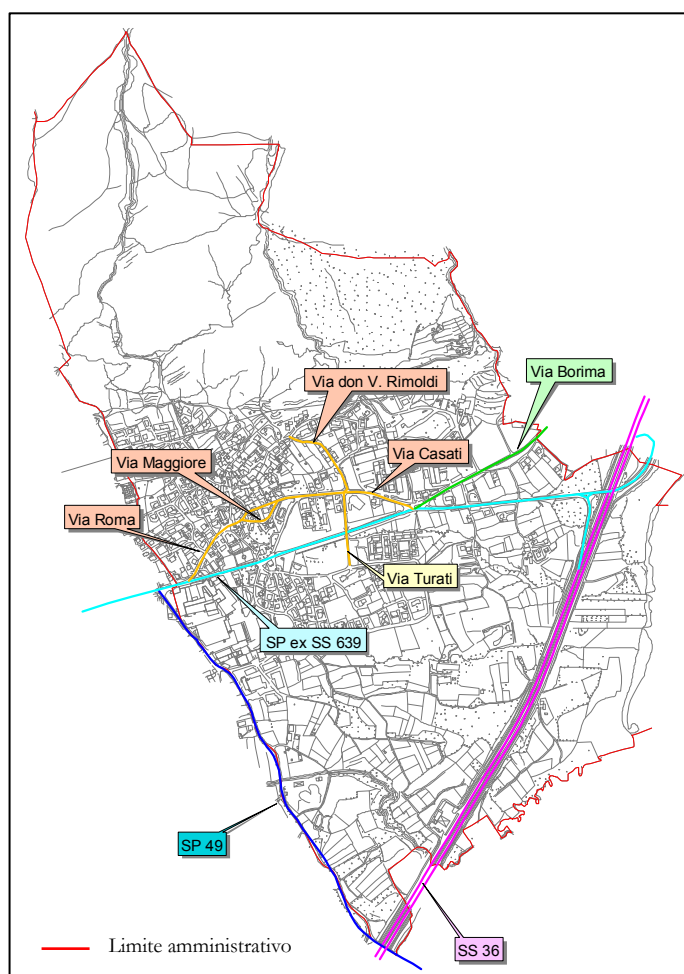 Via don V. Rimoldi
Via Borima
Via Maggiore
Via Casati
Via Roma
Via Turati
SP ex SS 639
SP 49
Limite amministrativo
SS 36